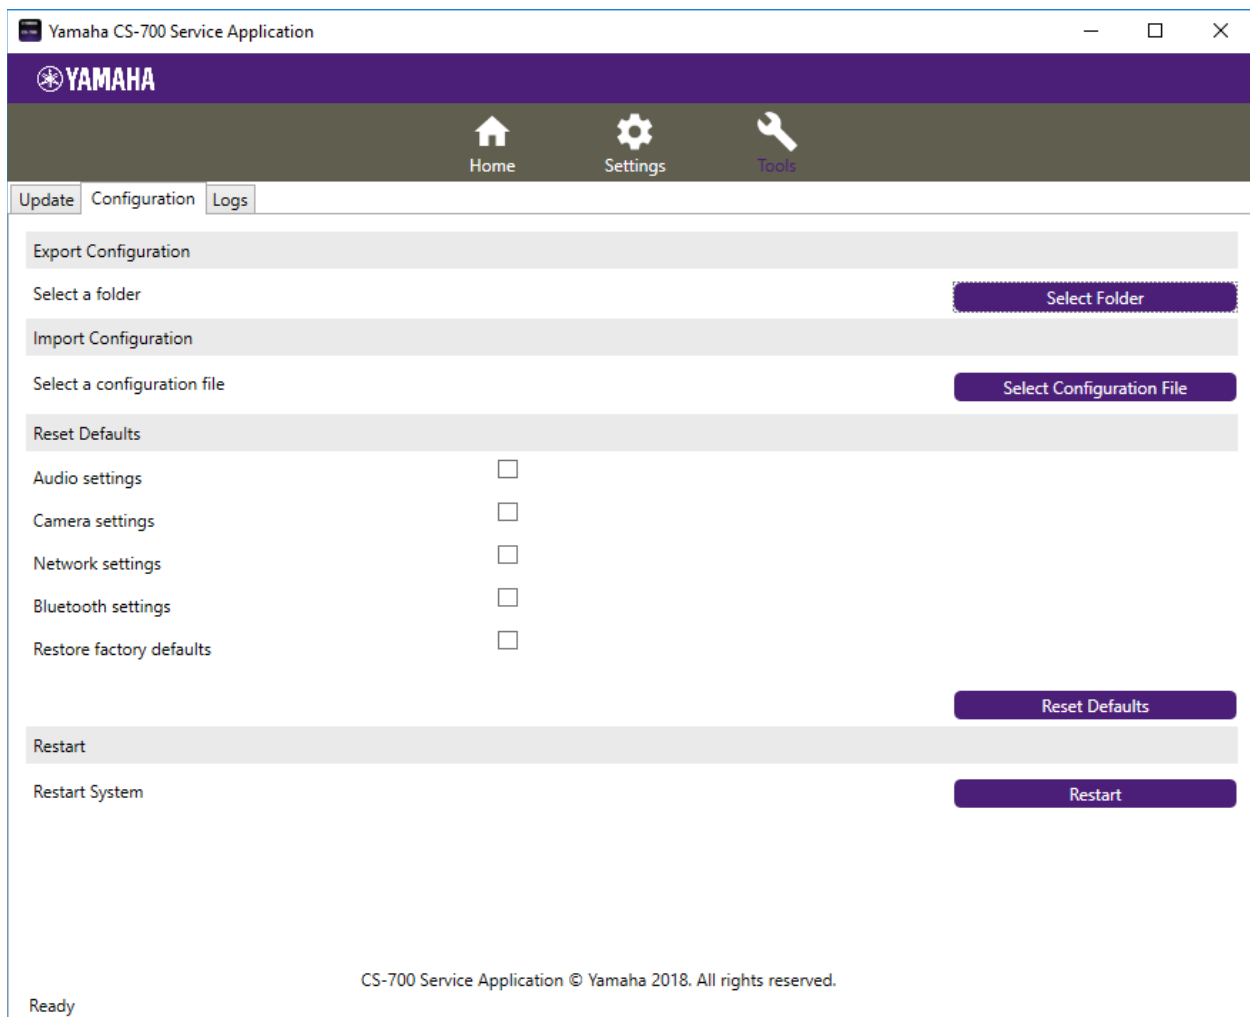 Yamaha CS-700 Service Application
YAMAHA
Home Settings Tools
Update Configuration Logs
Export Configuration
Select a folder Select Folder
Import Configuration
Select a configuration file Select Configuration File
Reset Defaults
Audio settings
Camera settings
Network settings
Bluetooth settings
Restore factory defaults
Reset Defaults
Restart
Restart System Restart
CS-700 Service Application © Yamaha 2018. All rights reserved.
Ready